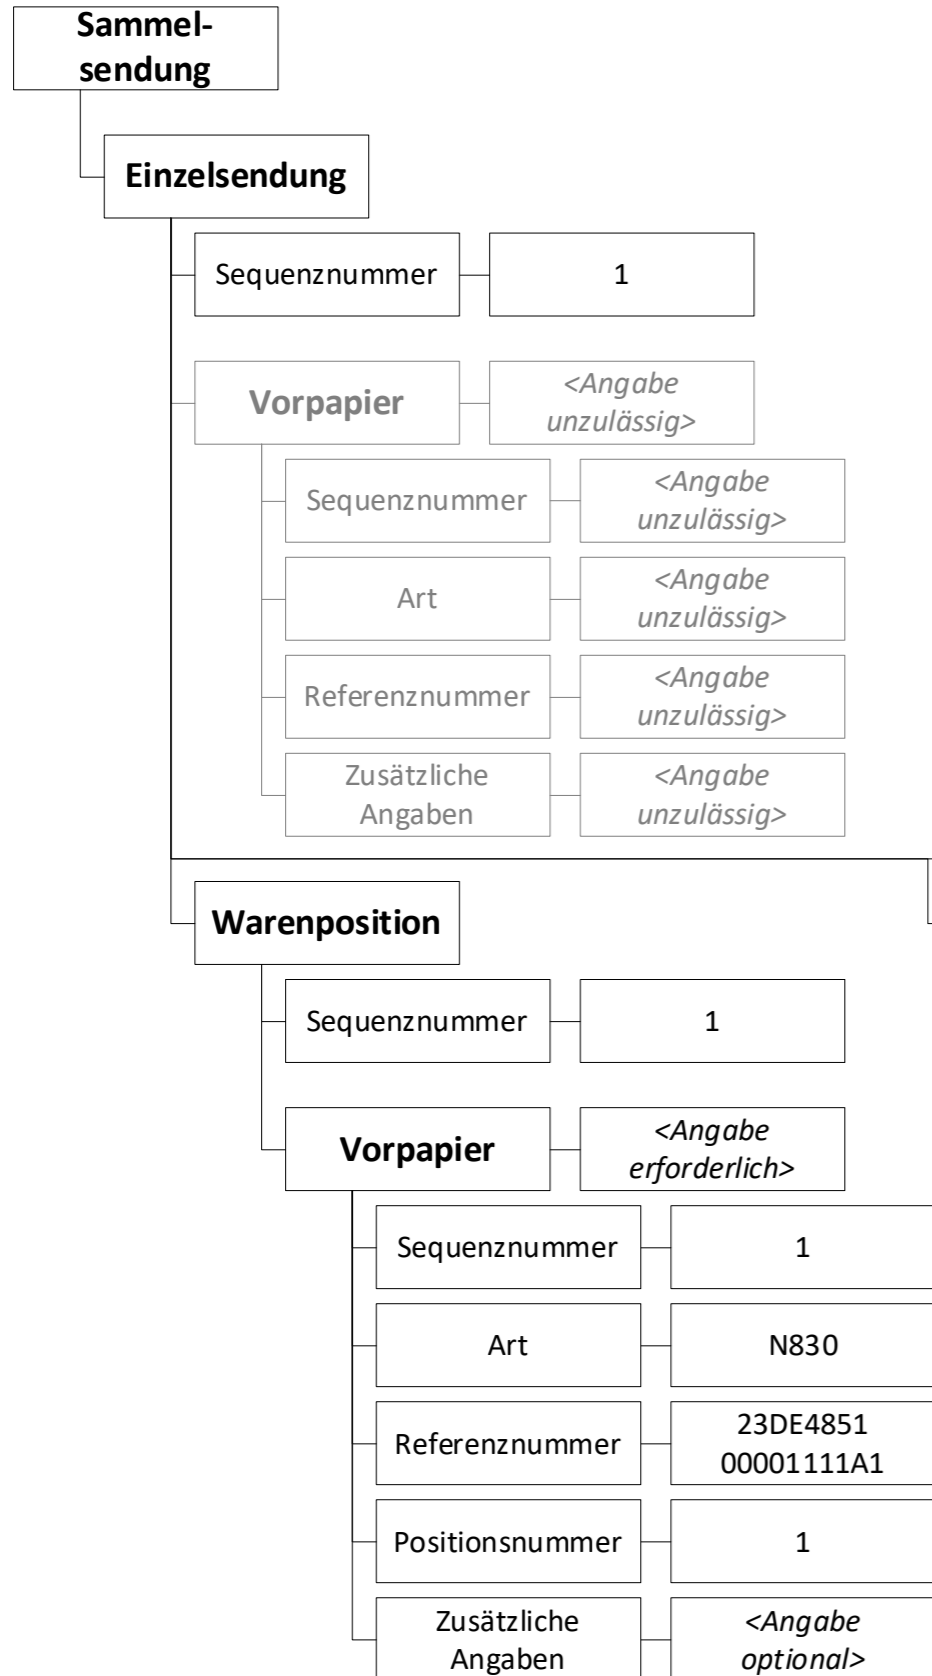 Sammel-
sendung
Einzelsendung
Sequenznummer
1
Vorpapier
<Angabe
unzulässig>
Sequenznummer
<Angabe
unzulässig>
Art
<Angabe
unzulässig>
Referenznummer
<Angabe
unzulässig>
Zusätzliche
Angaben
<Angabe
unzulässig>
Warenposition
Sequenznummer
1
Vorpapier
<Angabe
erforderlich>
Sequenznummer
1
Art
N830
Referenznummer
23DE4851
00001111A1
Positionsnummer
1
Zusätzliche
Angaben
<Angabe
optional>